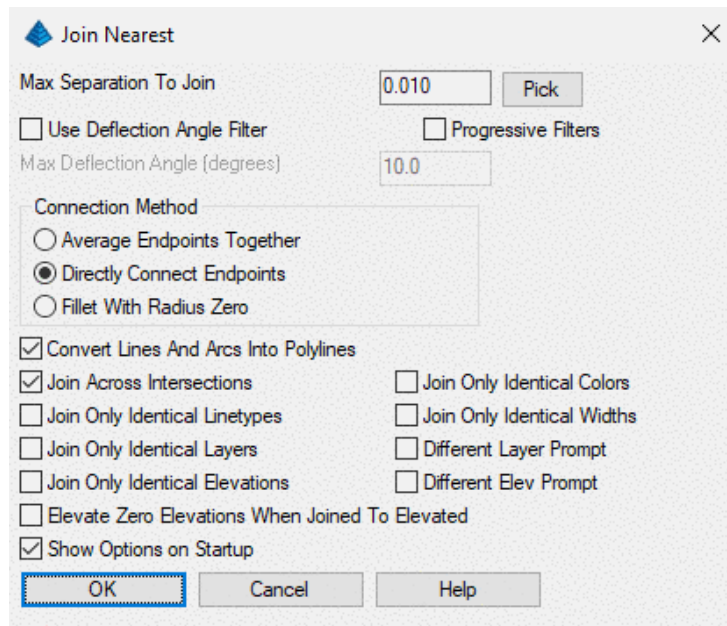 Join Nearest
Max Separation To Join 0.010 Pick
Use Deflection Angle Filter Progressive Filters
Max Deflection Angle (degrees) 10.0
Connection Method
Average Endpoints Together
Directly Connect Endpoints
Fillet With Radius Zero
Convert Lines And Arcs Into Polylines
Join Across Intersections Join Only Identical Colors
Join Only Identical Linetypes Join Only Identical Widths
Join Only Identical Layers Different Layer Prompt
Join Only Identical Elevations Different Elev Prompt
Elevate Zero Elevations When Joined To Elevated
Show Options on Startup
OK Cancel Help